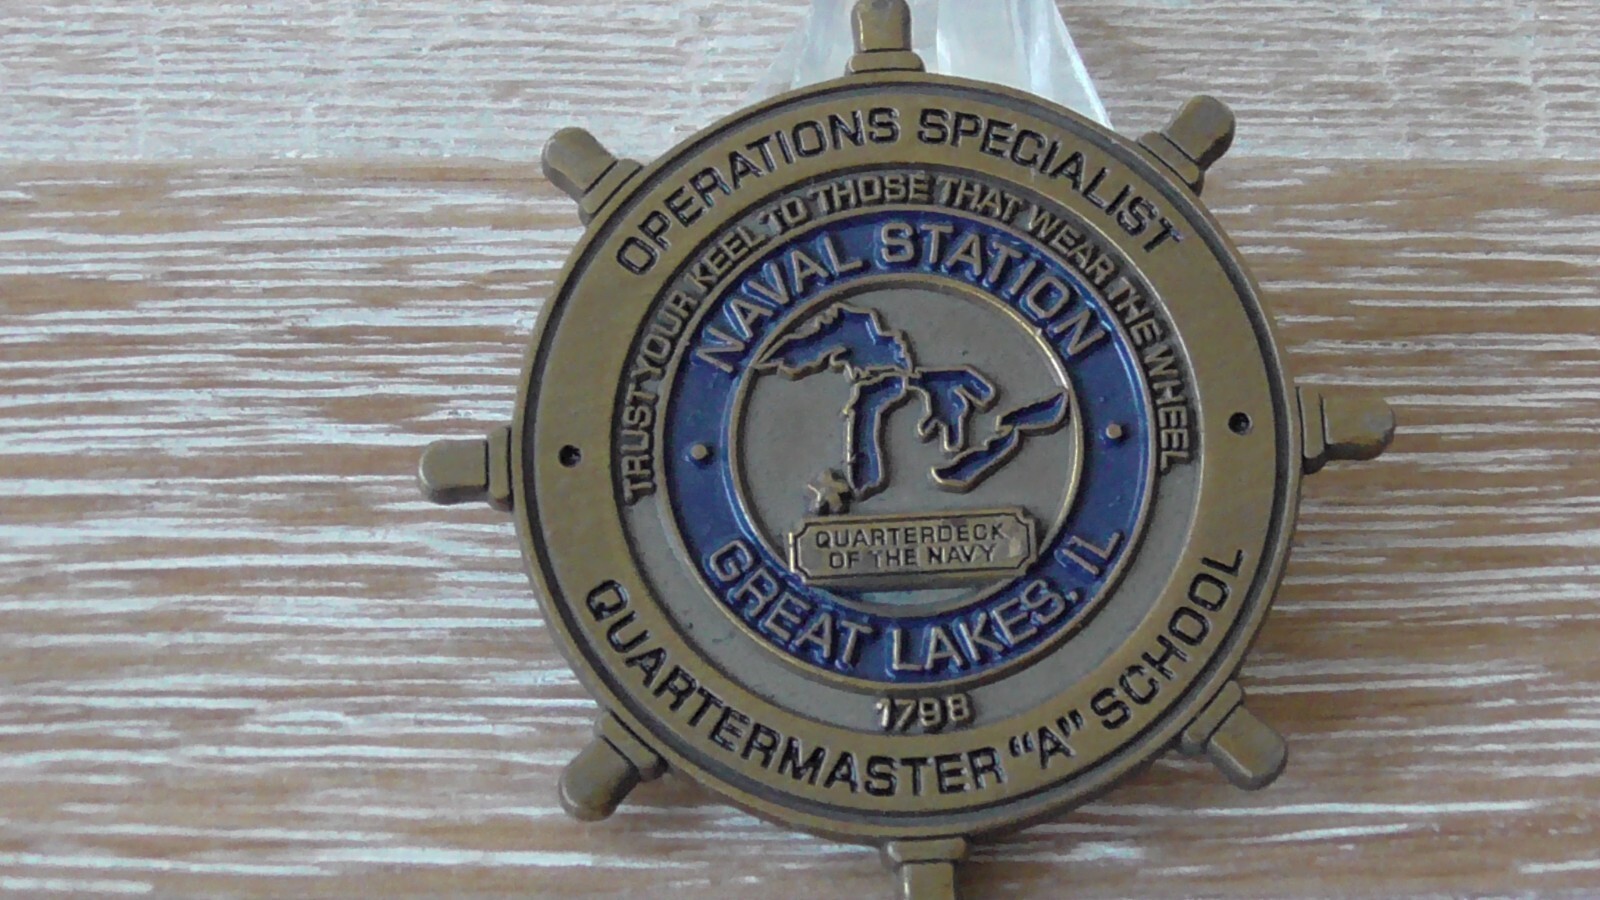 OPERATIONS SPECIALIST
TRUST YOUR KEEL TO THOSE THAT WEAR THE WHEEL
NAVAL STATION
QUARTERDECK
OF THE NAVY
GREAT LAKES, IL
1798
QUARTERMASTER “A” SCHOOL